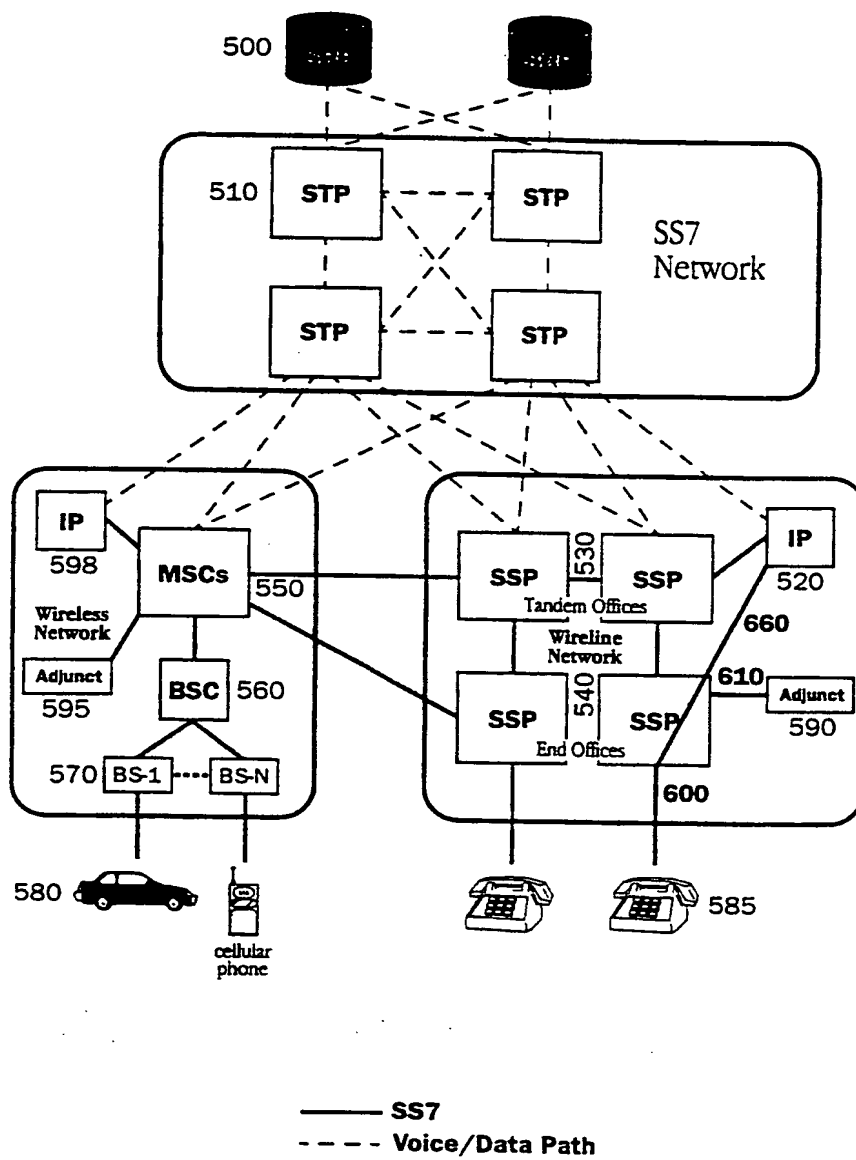 500
510
STP
STP
SS7
Network
STP
STP
IP
598
MSCs
550
Wireless
Network
Adjunct
595
BSC
560
570
BS-1
BS-N
530
SSP
SSP
Tandem Offices
IP
520
Wireline
Network
660
540
610
SSP
SSP
End Offices
Adjunct
590
600
580
cellular
phone
585
SS7
Voice/Data Path